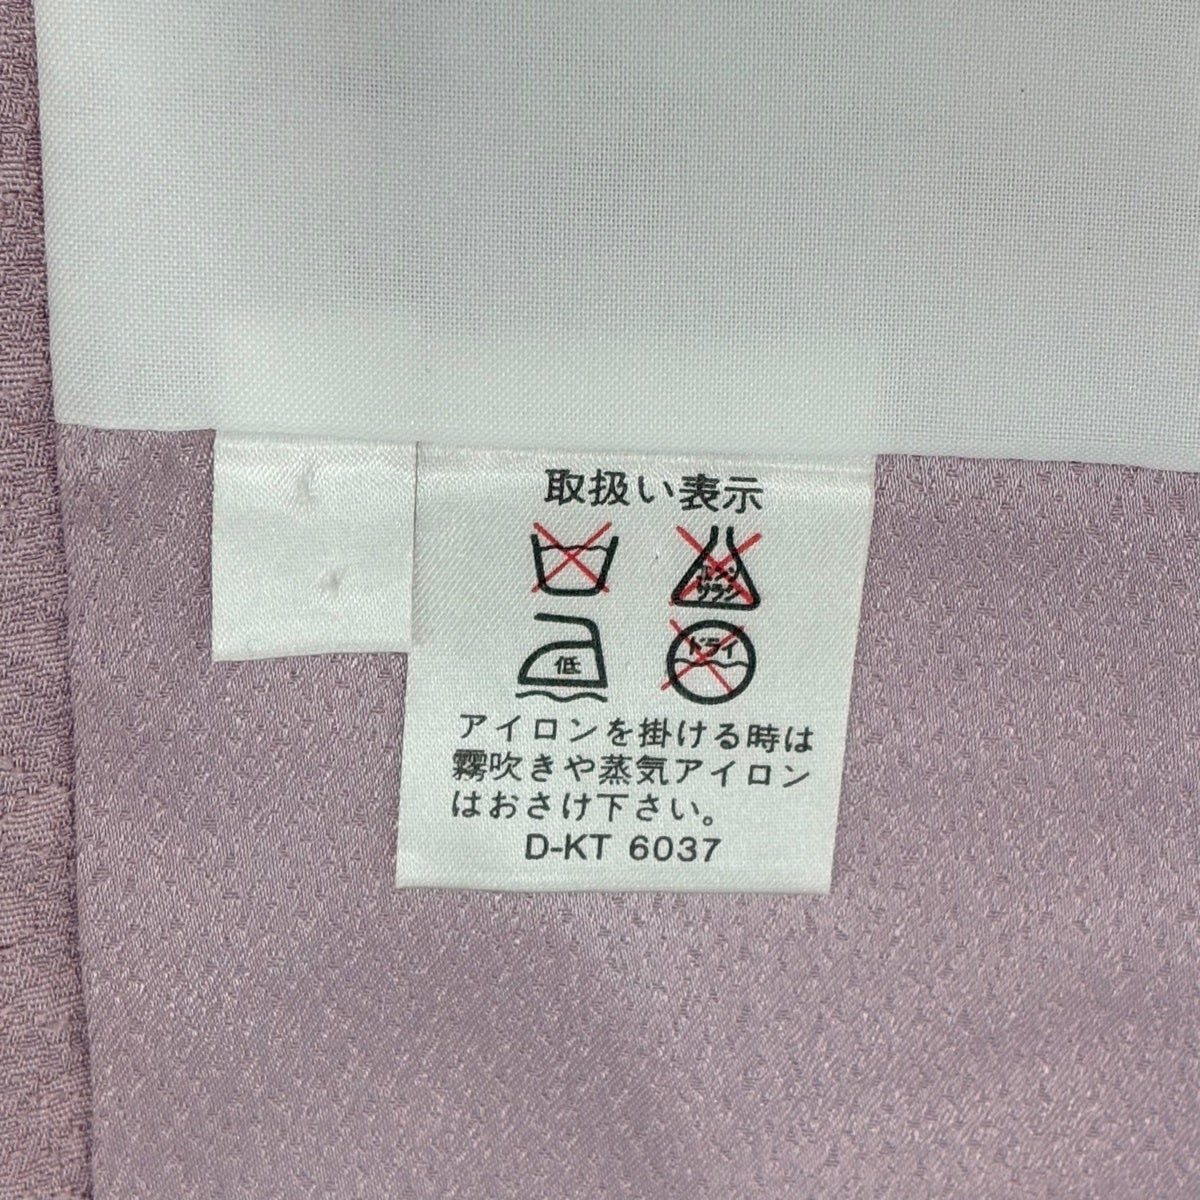 取扱い表示
エンソ
サラシ
低
ドライ
アイロンを掛ける時は
霧吹きや蒸気アイロン
はおさけ下さい。
D-KT 6037